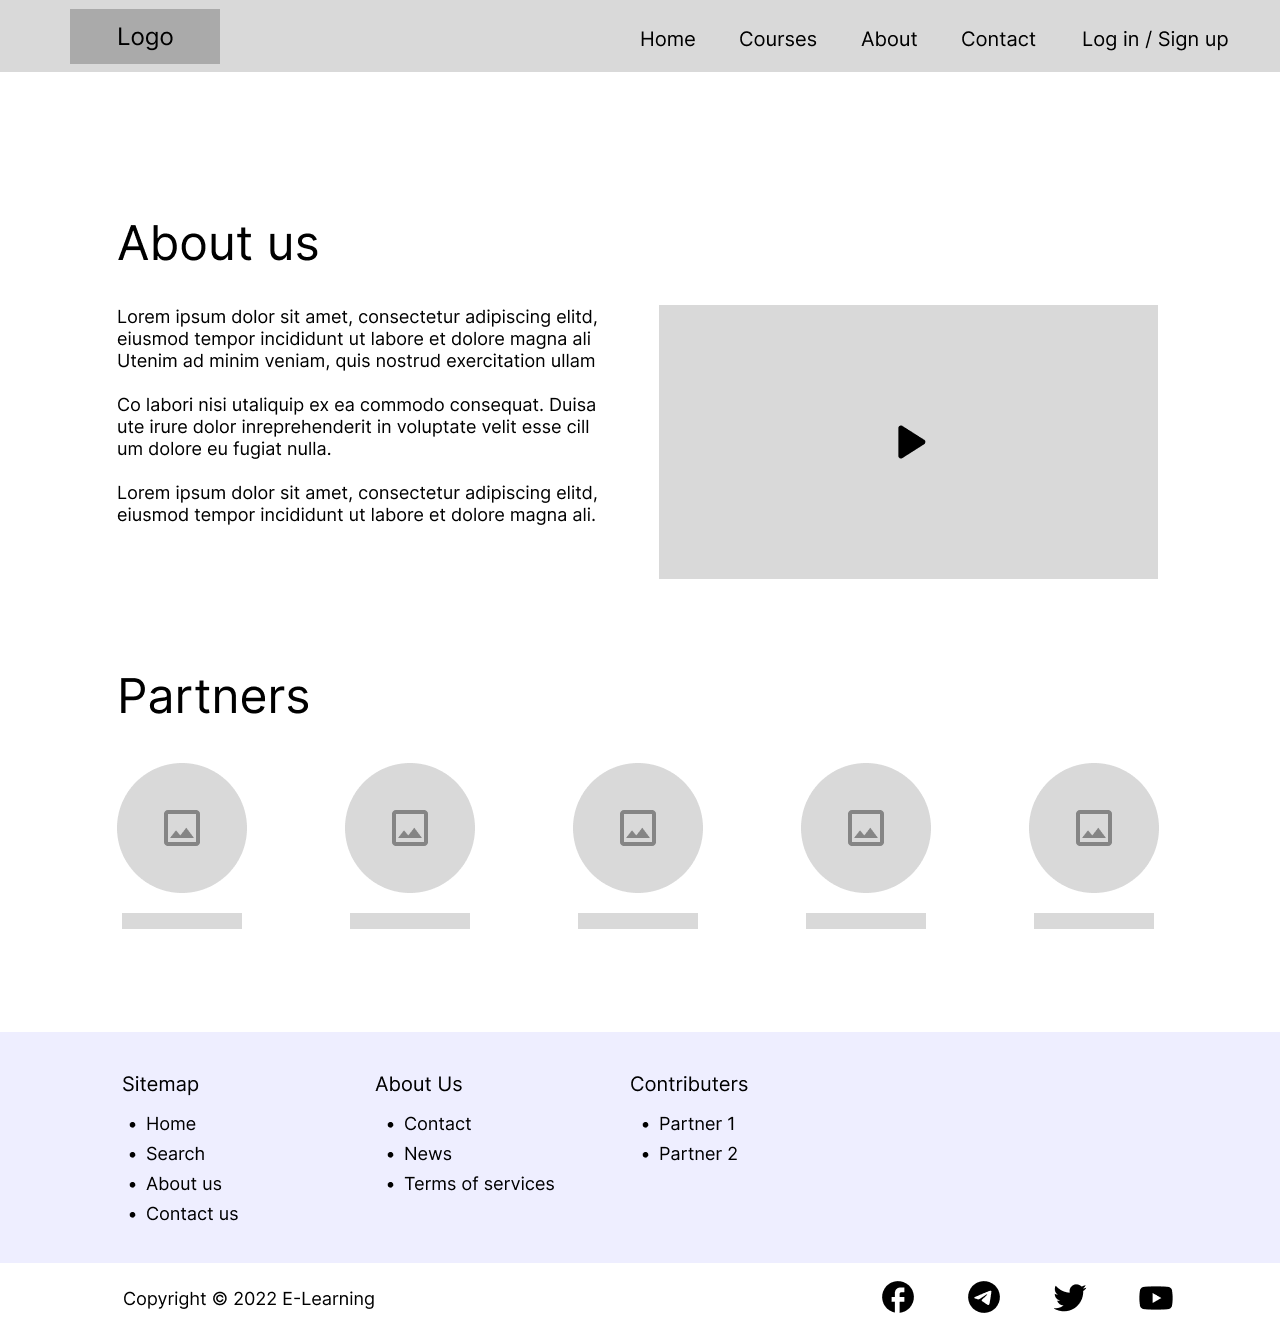 Logo
Home
Courses
About
Contact
Log in / Sign up
About us
Lorem ipsum dolor sit amet, consectetur adipiscing elitd,
eiusmod tempor incididunt ut labore et dolore magna ali
Utenim ad minim veniam, quis nostrud exercitation ullam
Co labori nisi utaliquip ex ea commodo consequat. Duisa
ute irure dolor inreprehenderit in voluptate velit esse cill
um dolore eu fugiat nulla.
Lorem ipsum dolor sit amet, consectetur adipiscing elitd,
eiusmod tempor incididunt ut labore et dolore magna ali.
Partners
Sitemap
• Home
• Search
• About us
• Contact us
About Us
• Contact
• News
• Terms of services
Contributers
• Partner 1
• Partner 2
Copyright © 2022 E-Learning